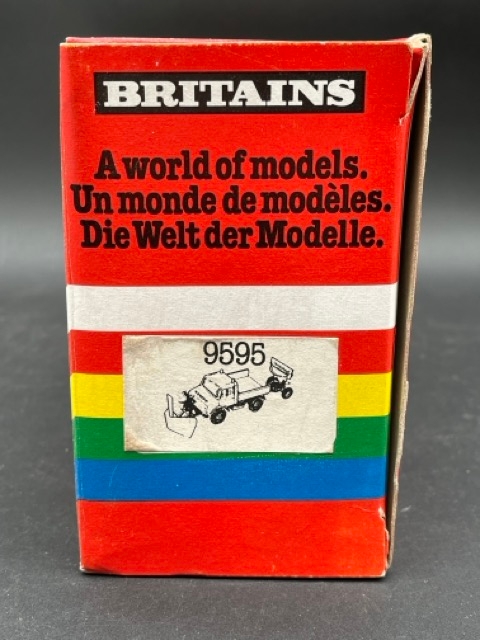 BRITAINS
A world of models.
Un monde de modèles.
Die Welt der Modelle.
9595